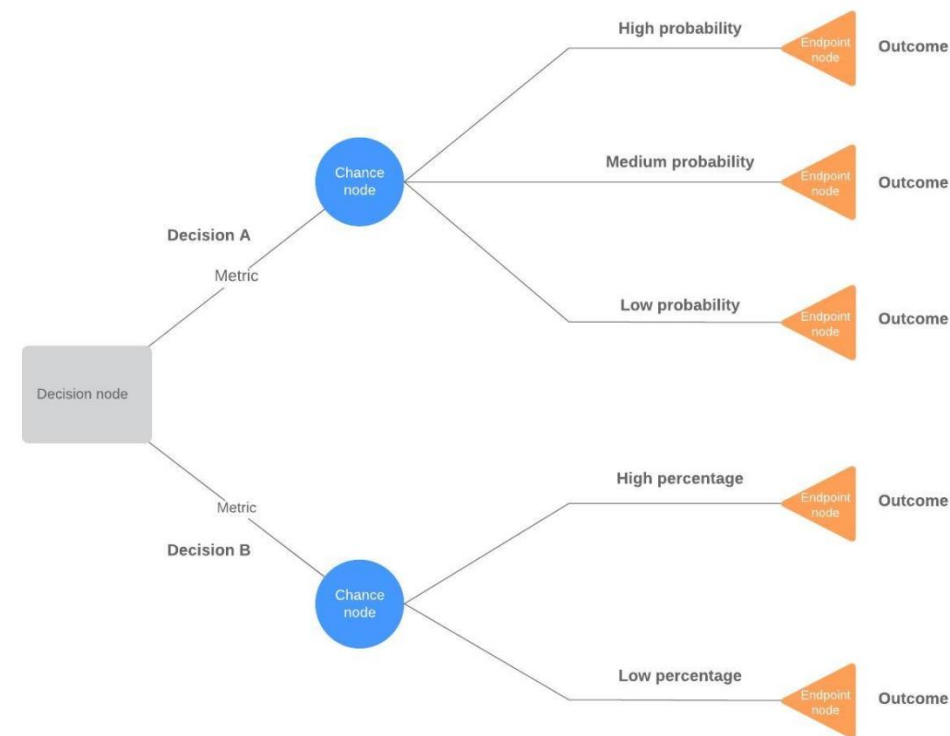 High probability
Endpoint
node
Outcome
Medium probability
Endpoint
node
Outcome
Chance
node
Decision A
Metric
Low probability
Endpoint
node
Outcome
Decision node
High percentage
Endpoint
node
Outcome
Metric
Decision B
Chance
node
Low percentage
Endpoint
node
Outcome